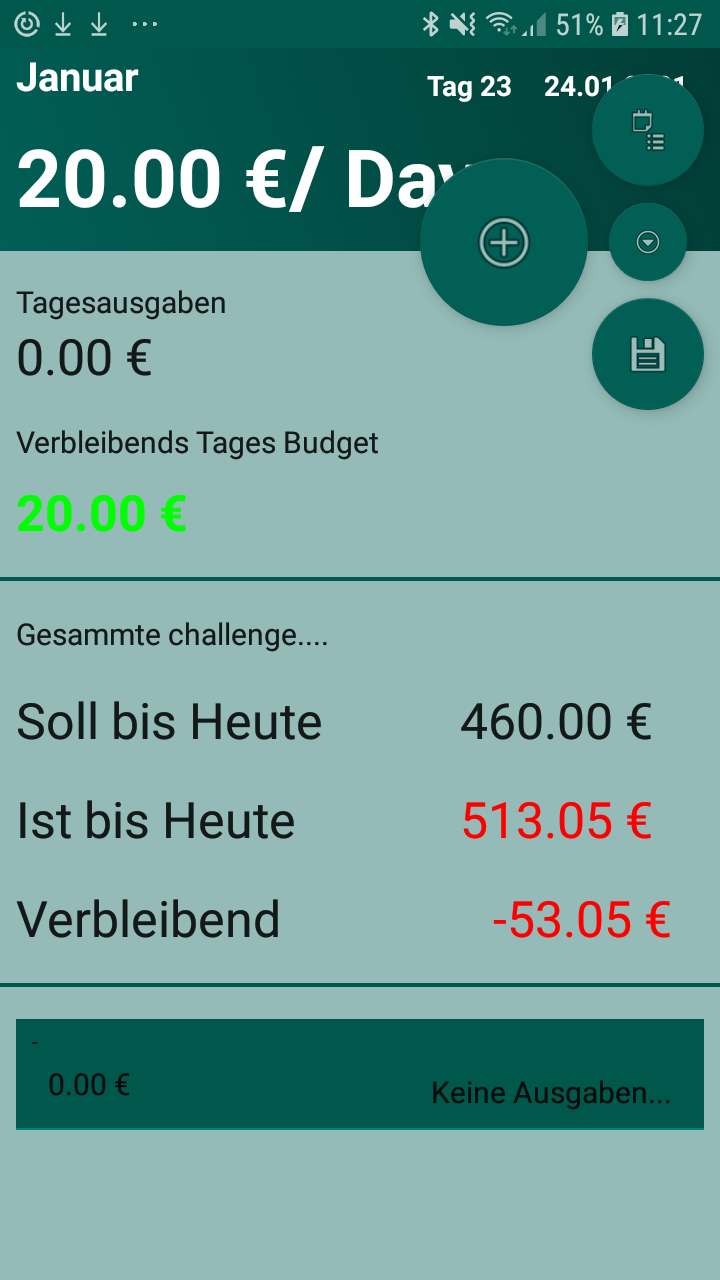 51% 11:27
Januar Tag 23 24.01
20.00 €/ Day
Tagesausgaben
0.00 €
Verbleibends Tages Budget
20.00 €
Gesammte challenge....
Soll bis Heute 460.00 €
Ist bis Heute 513.05 €
Verbleibend -53.05 €
-
0.00 € Keine Ausgaben...